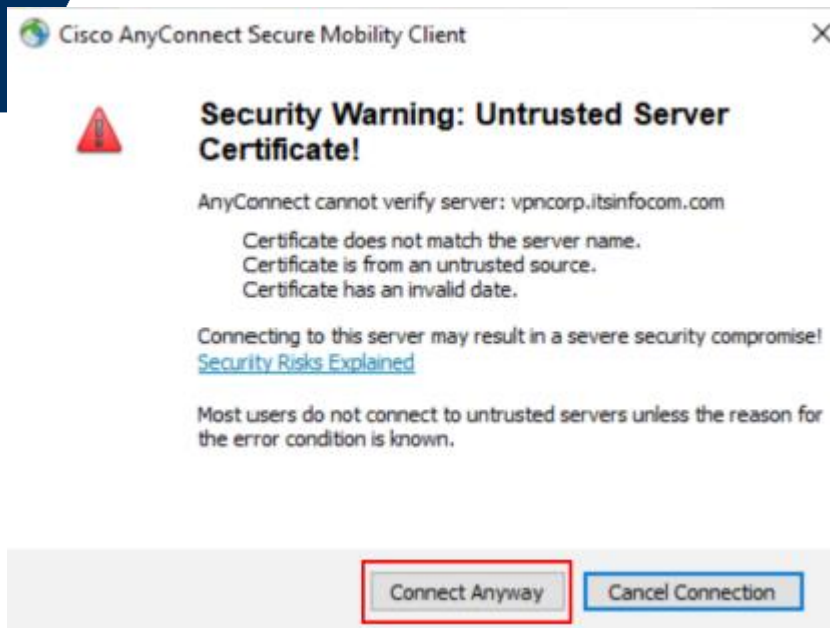 Cisco AnyConnect Secure Mobility Client
Security Warning: Untrusted Server
Certificate!
AnyConnect cannot verify server: vpncorp.itsinfocom.com
Certificate does not match the server name.
Certificate is from an untrusted source.
Certificate has an invalid date.
Connecting to this server may result in a severe security compromise!
Security Risks Explained
Most users do not connect to untrusted servers unless the reason for
the error condition is known.
Connect Anyway
Cancel Connection